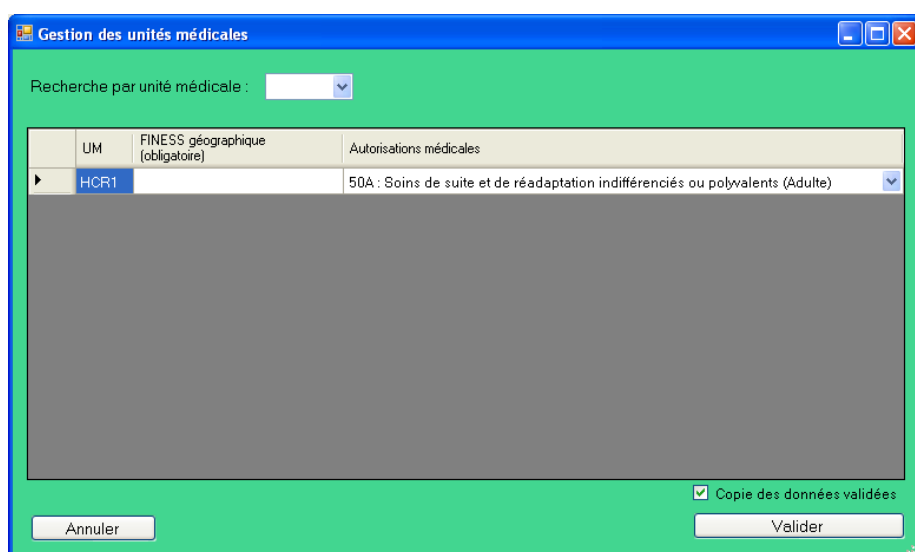 Gestion des unités médicales
Recherche par unité médicale :
UM
FINESS géographique
(obligatoire)
Autorisations médicales
HCR1
50A : Soins de suite et de réadaptation indifférenciés ou polyvalents (Adulte)
Copie des données validées
Annuler
Valider